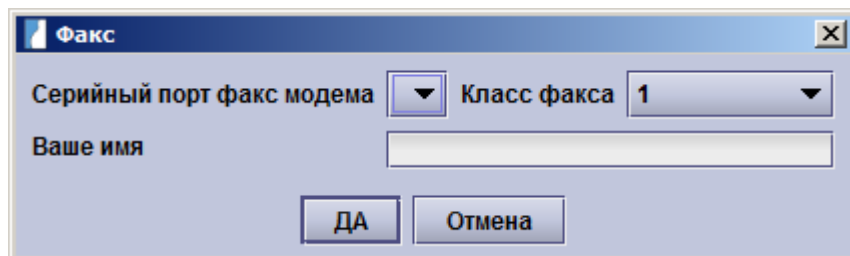 Факс
Серийный порт факс модема Класс факса 1
Ваше имя
ДА Отмена